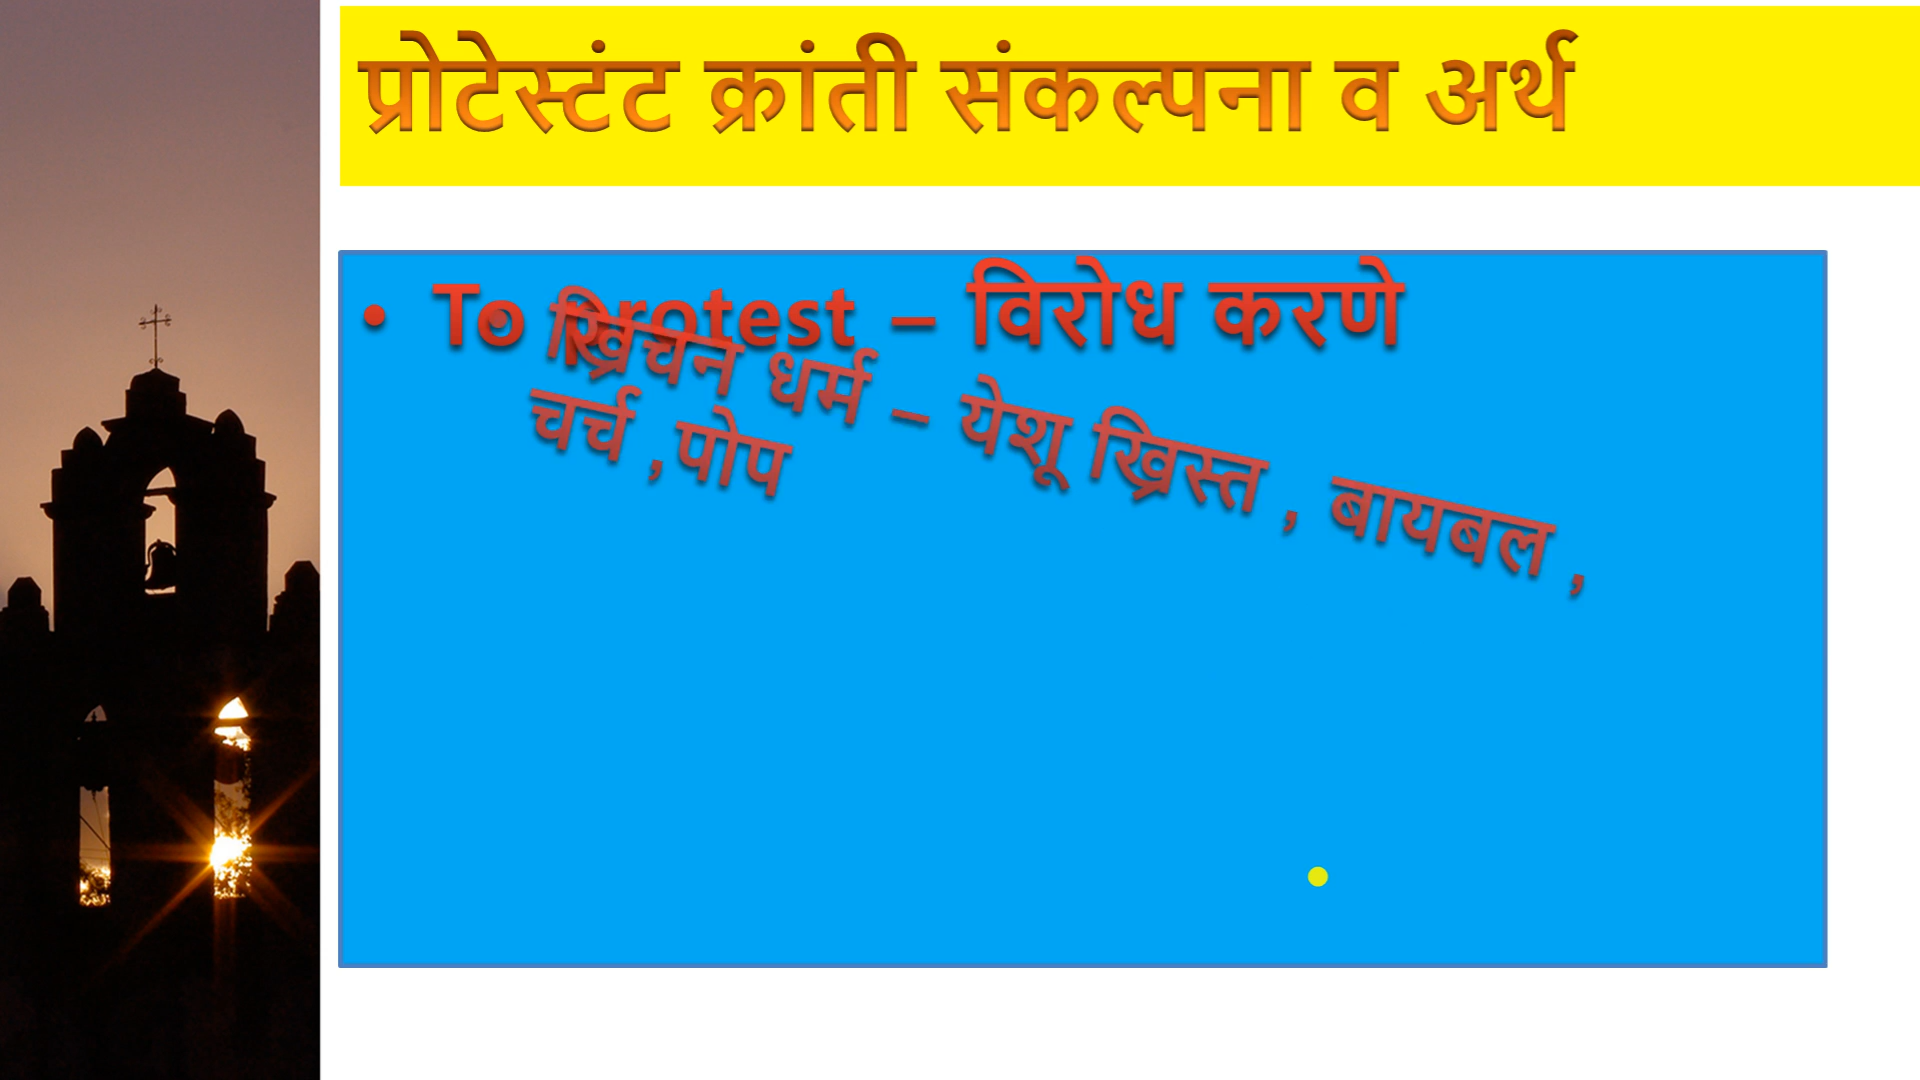 प्रोटेस्टंट क्रांती संकल्पना व अर्थ
• To protest – विरोध करणे
• ख्रिचन धर्म – येशू ख्रिस्त , बायबल ,
चर्च ,पोप